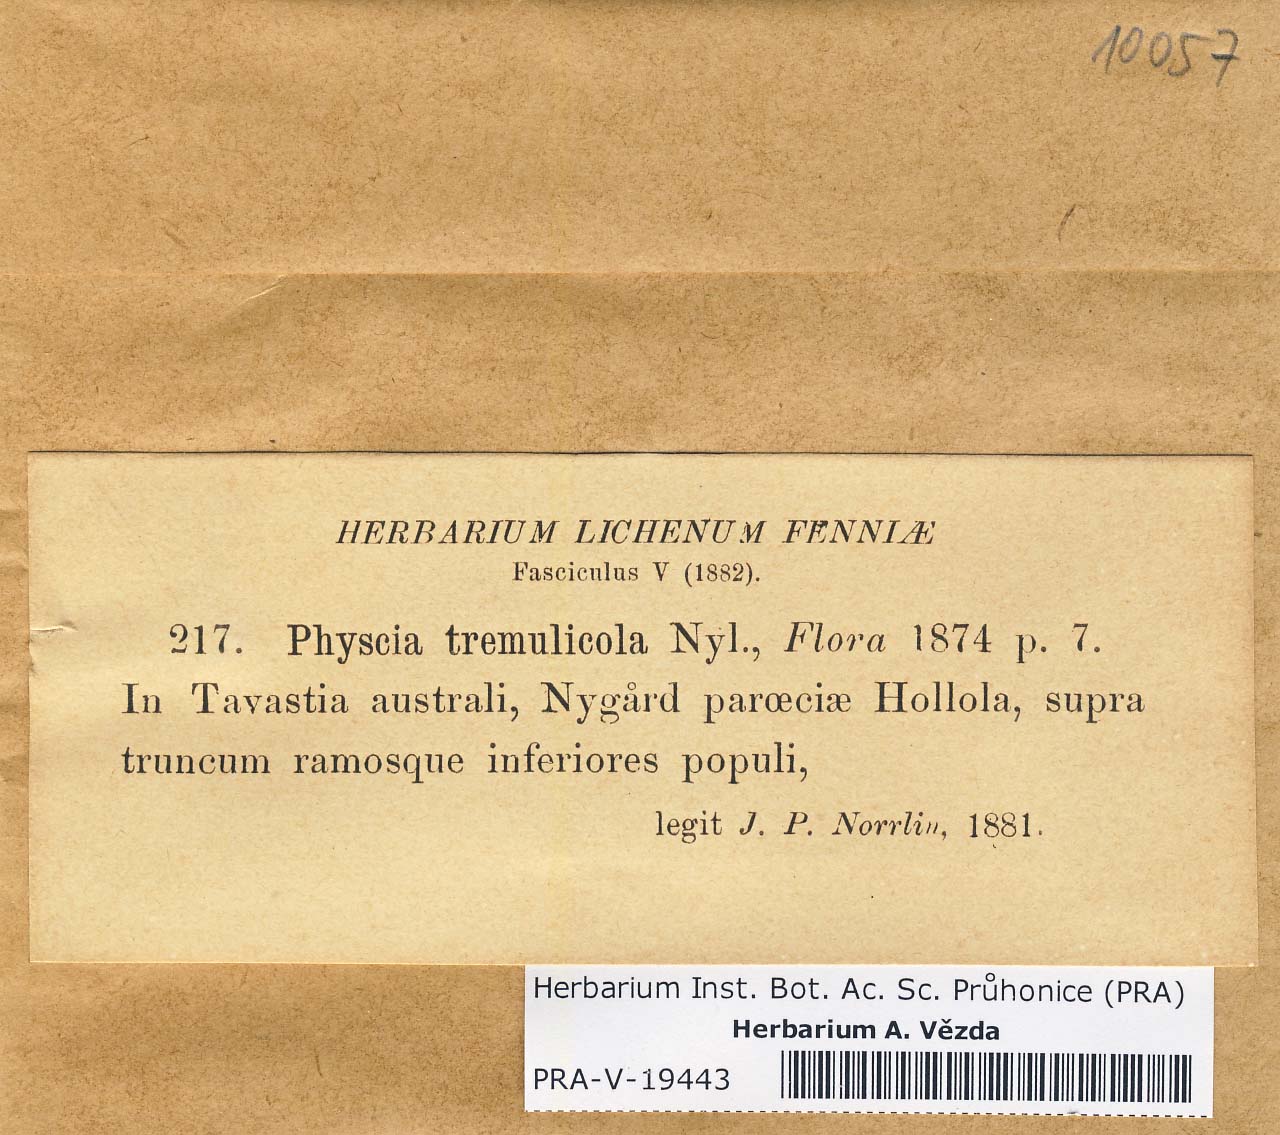 10057
HERBARIUM LICHENUM FENNIÆ
Fasciculus V (1882).
217. Physcia tremulicola Nyl., Flora 1874 p. 7.
In Tavastia australi, Nygård parœciæ Hollola, supra
truncum ramosque inferiores populi,
legit J. P. Norrlin, 1881.
Herbarium Inst. Bot. Ac. Sc. Průhonice (PRA)
Herbarium A. Vězda
PRA-V-19443